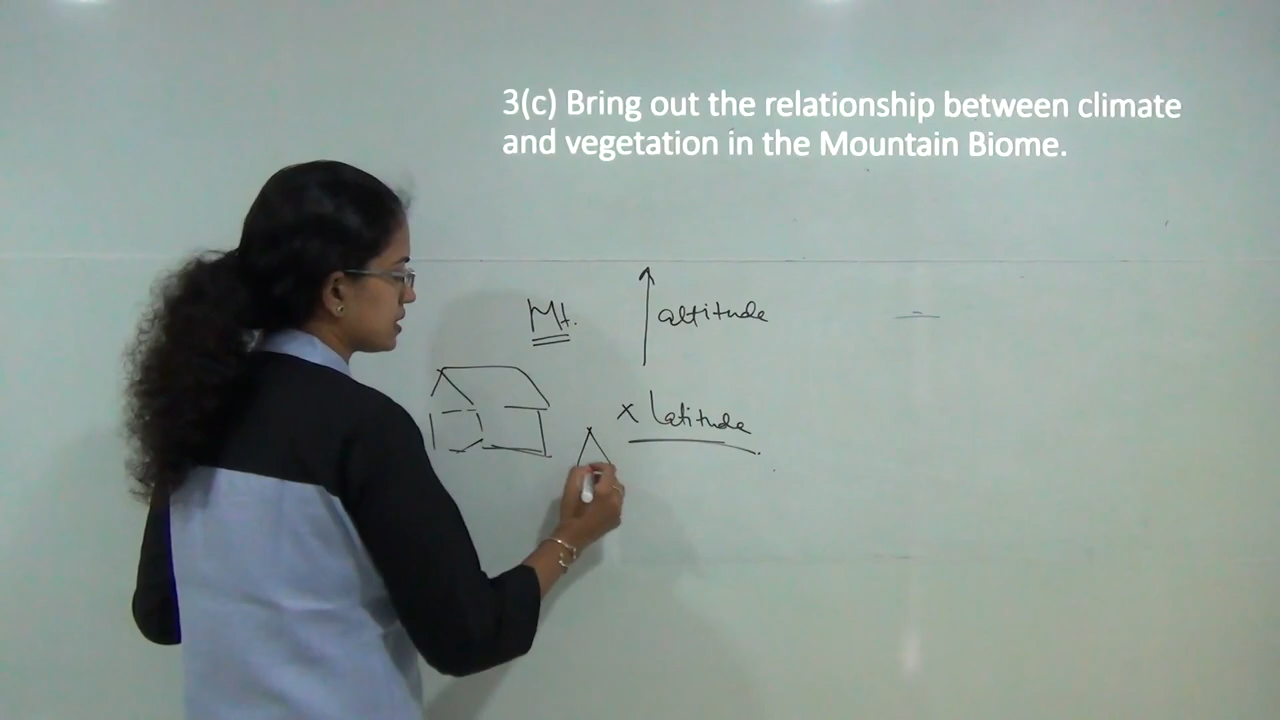 3(c) Bring out the relationship between climate
and vegetation in the Mountain Biome.
Mt.
altitude
x latitude